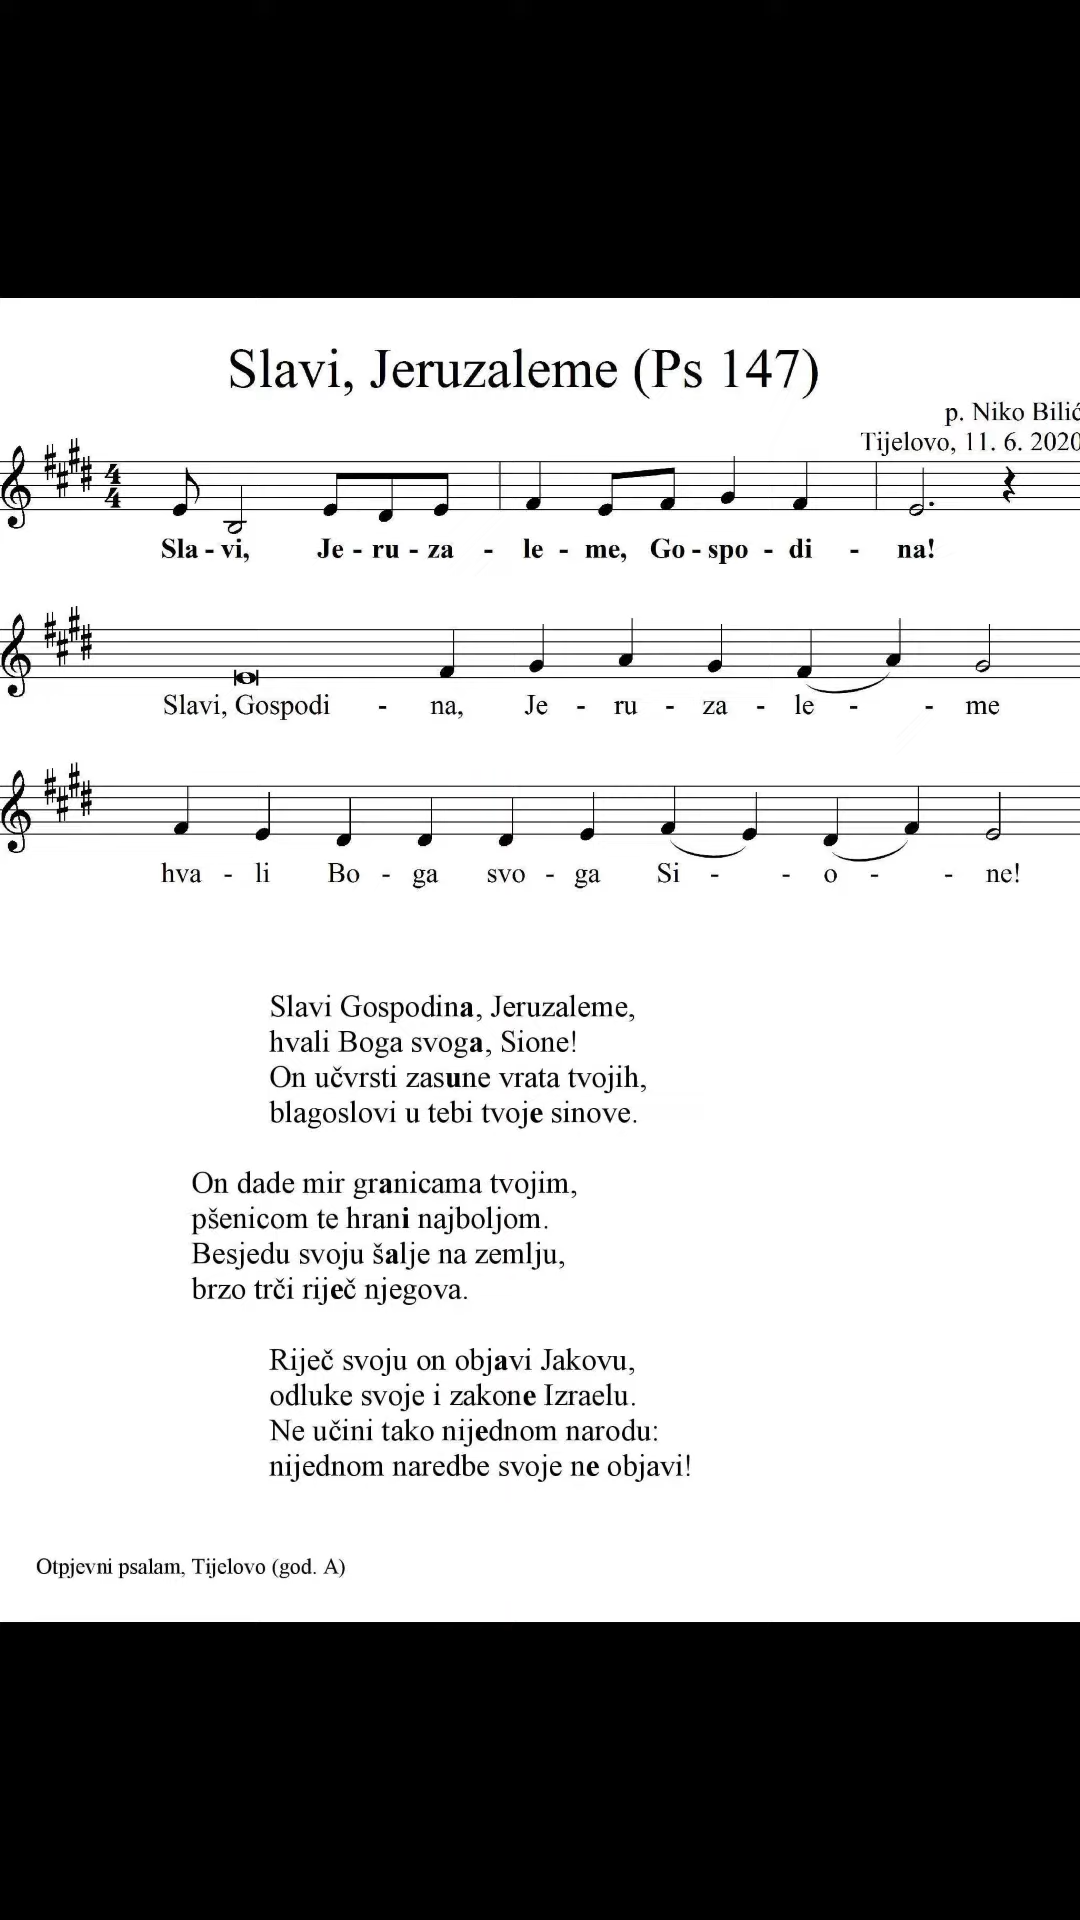 Slavi, Jeruzaleme (Ps 147)
p. Niko Bilić
Tijelovo, 11. 6. 2020
Sla - vi, Je - ru - za - le - me, Go - spo - di - na!
Slavi, Gospodi - na, Je - ru - za - le - - me
hva - li Bo - ga svo - ga Si - - o - - ne!
Slavi Gospodina, Jeruzaleme,
hvali Boga svoga, Sione!
On učvrsti zasune vrata tvojih,
blagoslovi u tebi tvoje sinove.
On dade mir granicama tvojim,
pšenicom te hrani najboljom.
Besjedu svoju šalje na zemlju,
brzo trči riječ njegova.
Riječ svoju on objavi Jakovu,
odluke svoje i zakone Izraelu.
Ne učini tako nijednom narodu:
nijednom naredbe svoje ne objavi!
Otpjevni psalam, Tijelovo (god. A)